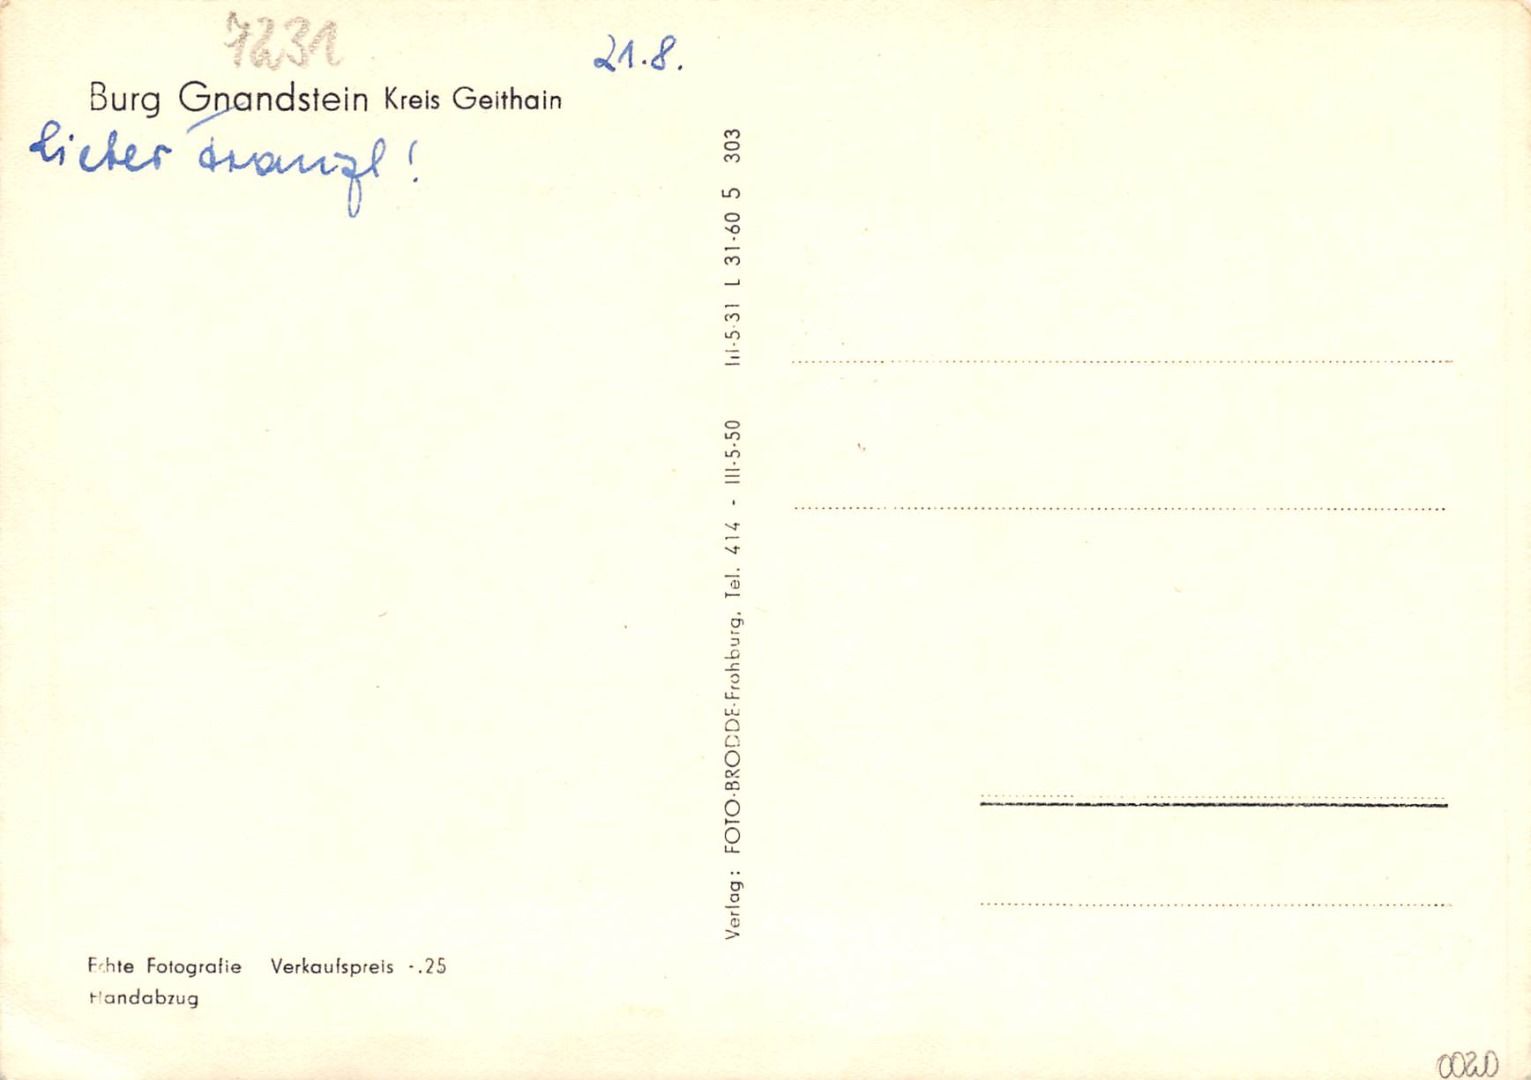 7231
21.8.
Burg Gnandstein Kreis Geithain
Lieber Franzl!
Verlag: FOTO-BRODDE-Frohburg, Tel. 414 - III-5-50 III-5-31 L 31-60 5 303
Echte Fotografie Verkaufspreis -.25
Handabzug
0020